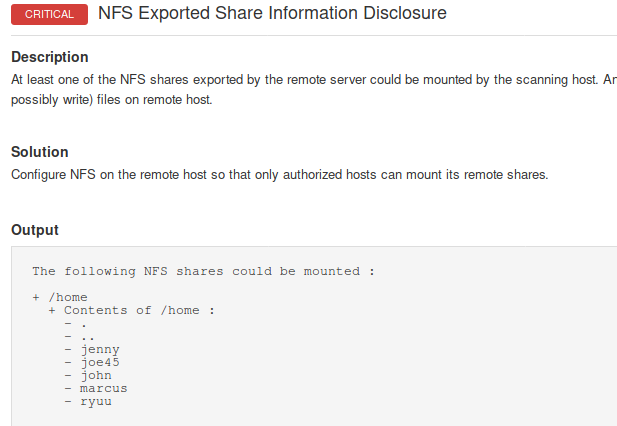 CRITICAL NFS Exported Share Information Disclosure
Description
At least one of the NFS shares exported by the remote server could be mounted by the scanning host. An
possibly write) files on remote host.
Solution
Configure NFS on the remote host so that only authorized hosts can mount its remote shares.
Output
The following NFS shares could be mounted :
+ /home
+ Contents of /home :
- .
- ..
- jenny
- joe45
- john
- marcus
- ryuu